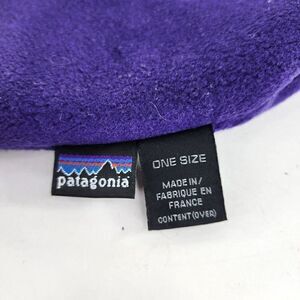 patagonia
ONE SIZE
MADE IN/
FABRIQUE EN
FRANCE
CONTENT(OVER)